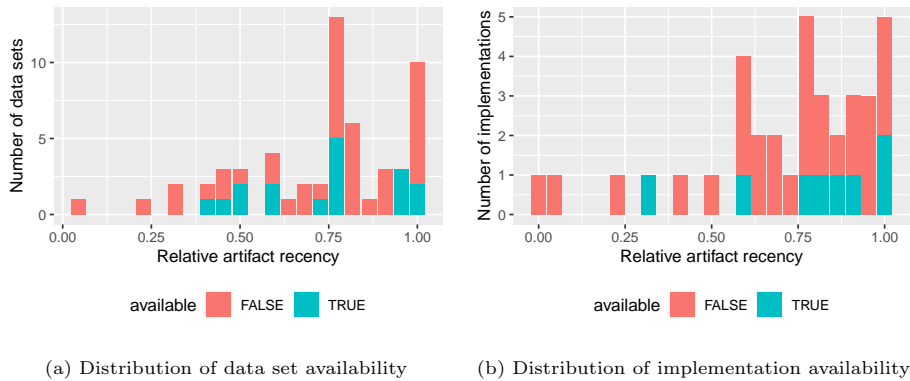 Number of data sets
10
5
0
0.00 0.25 0.50 0.75 1.00
Relative artifact recency
available FALSE TRUE
(a) Distribution of data set availability
Number of implementations
5
4
3
2
1
0
0.00 0.25 0.50 0.75 1.00
Relative artifact recency
available FALSE TRUE
(b) Distribution of implementation availability